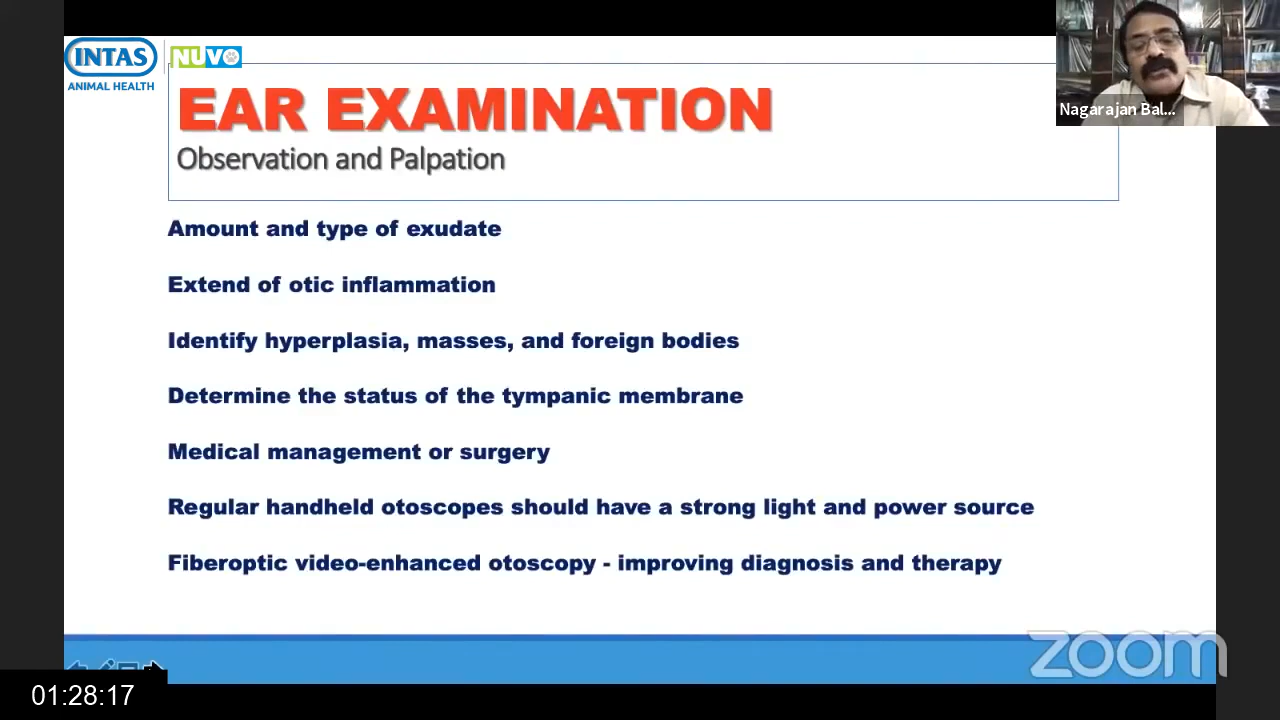 INTAS
ANIMAL HEALTH
NUVO
EAR EXAMINATION
Observation and Palpation
Nagarajan Bal...
Amount and type of exudate
Extend of otic inflammation
Identify hyperplasia, masses, and foreign bodies
Determine the status of the tympanic membrane
Medical management or surgery
Regular handheld otoscopes should have a strong light and power source
Fiberoptic video-enhanced otoscopy - improving diagnosis and therapy
zoom
01:28:17